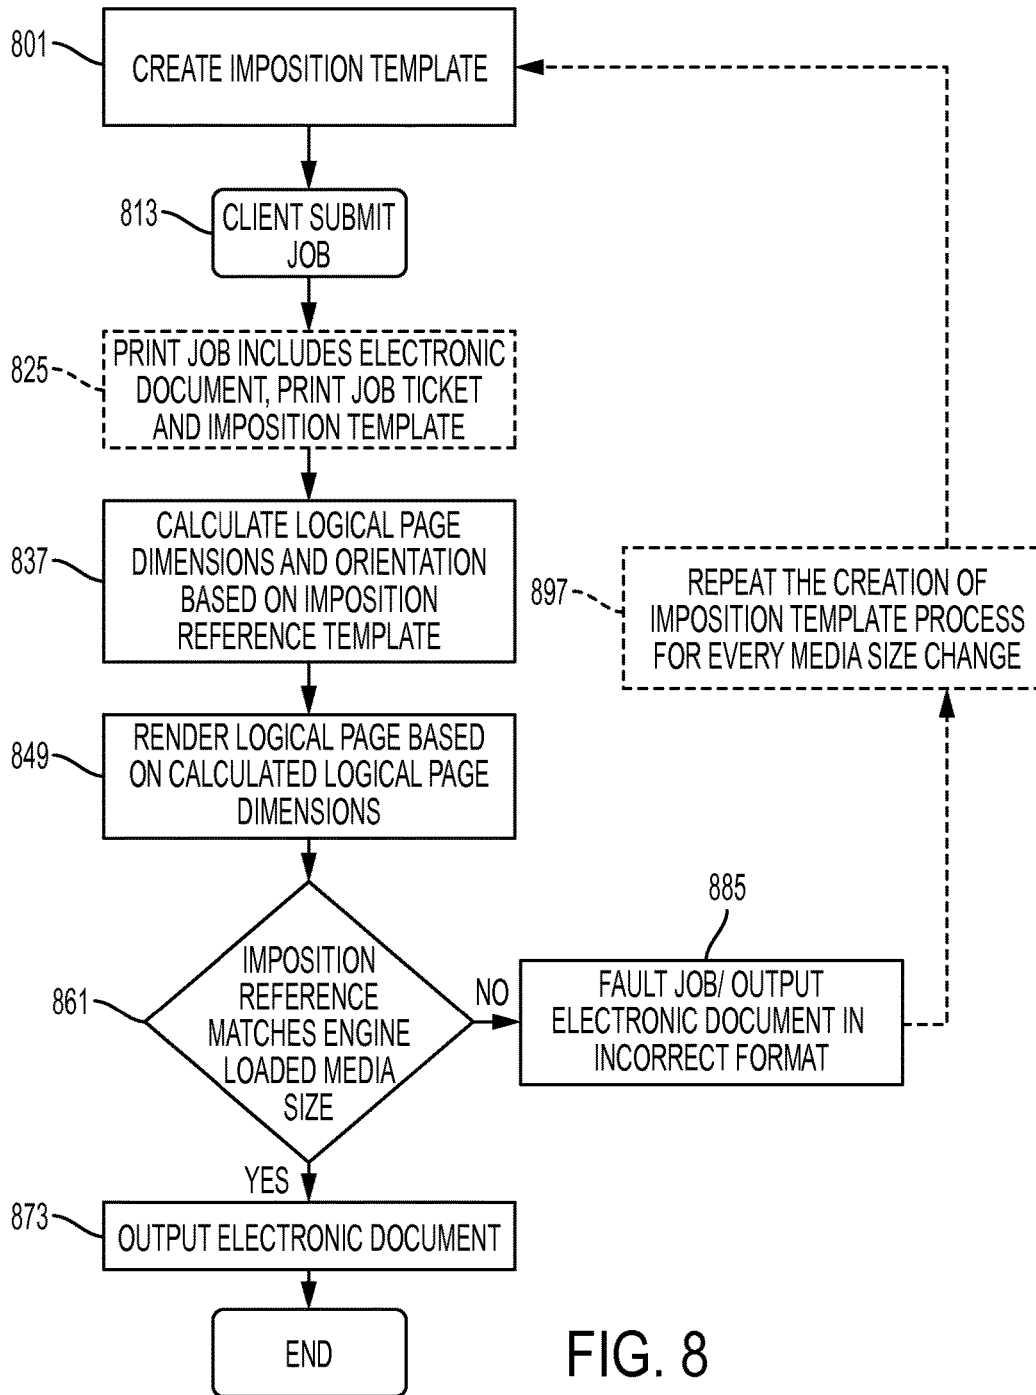 801
CREATE IMPOSITION TEMPLATE
813
CLIENT SUBMIT
JOB
825
PRINT JOB INCLUDES ELECTRONIC
DOCUMENT, PRINT JOB TICKET
AND IMPOSITION TEMPLATE
837
CALCULATE LOGICAL PAGE
DIMENSIONS AND ORIENTATION
BASED ON IMPOSITION
REFERENCE TEMPLATE
897
REPEAT THE CREATION OF
IMPOSITION TEMPLATE PROCESS
FOR EVERY MEDIA SIZE CHANGE
849
RENDER LOGICAL PAGE BASED
ON CALCULATED LOGICAL PAGE
DIMENSIONS
861
IMPOSITION
REFERENCE
MATCHES ENGINE
LOADED MEDIA
SIZE
NO
885
FAULT JOB/ OUTPUT
ELECTRONIC DOCUMENT IN
INCORRECT FORMAT
YES
873
OUTPUT ELECTRONIC DOCUMENT
END
FIG. 8